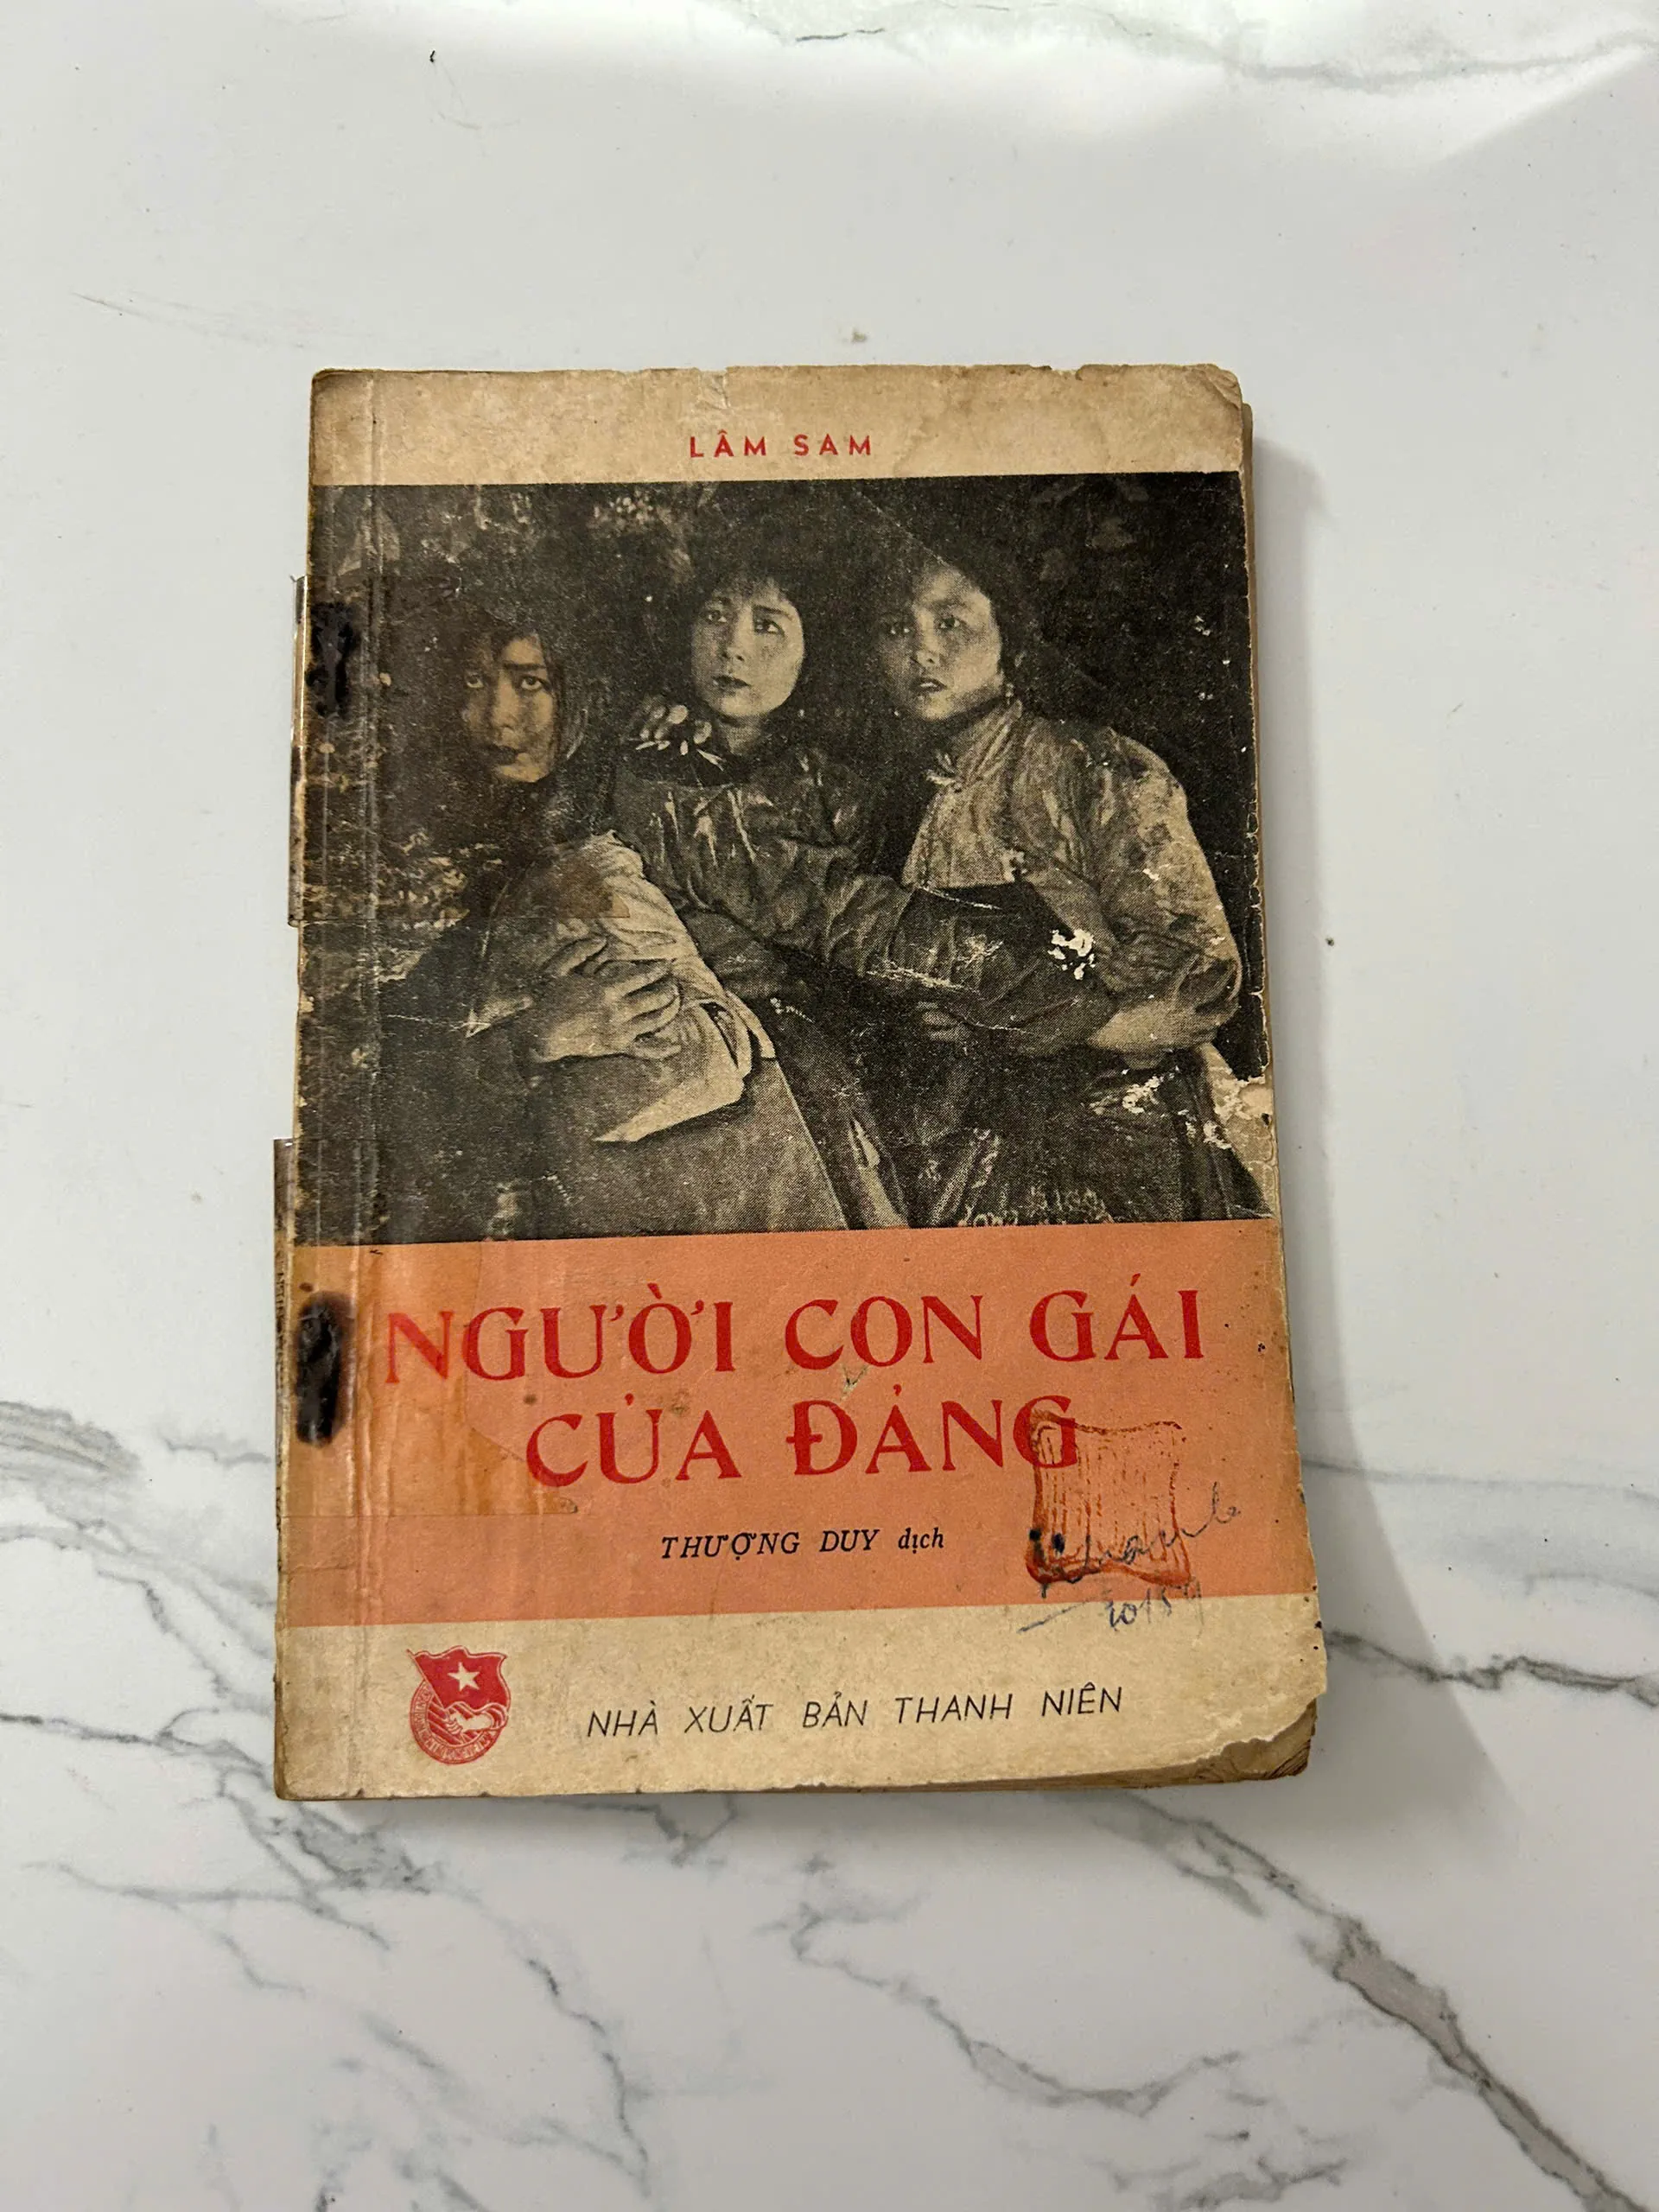 LÂM SAM
NGƯỜI CON GÁI
CỦA ĐẢNG
THƯỢNG DUY dịch
NHÀ XUẤT BẢN THANH NIÊN